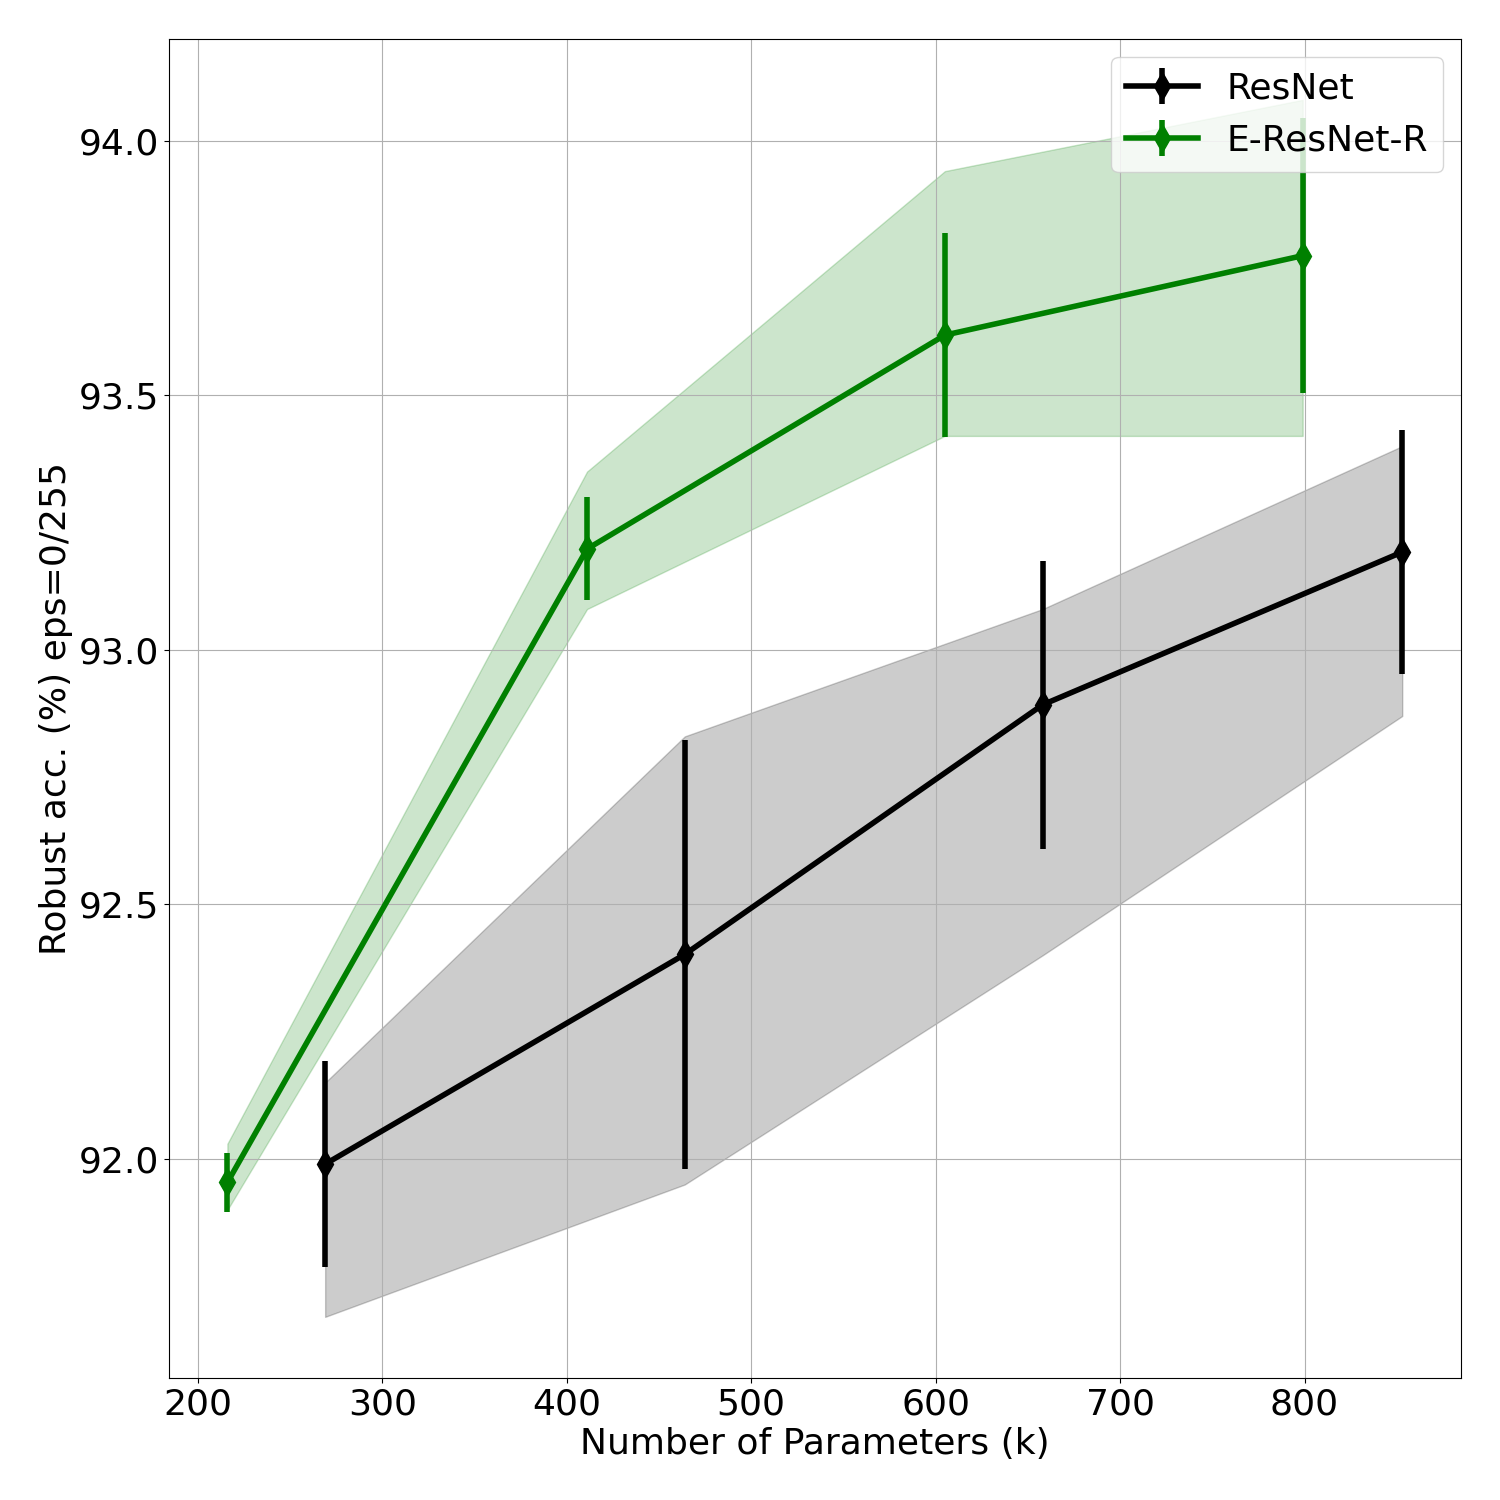 ResNet
E-ResNet-R
94.0
93.5
93.0
92.5
92.0
Robust acc. (%) eps=0/255
200 300 400 500 600 700 800
Number of Parameters (k)